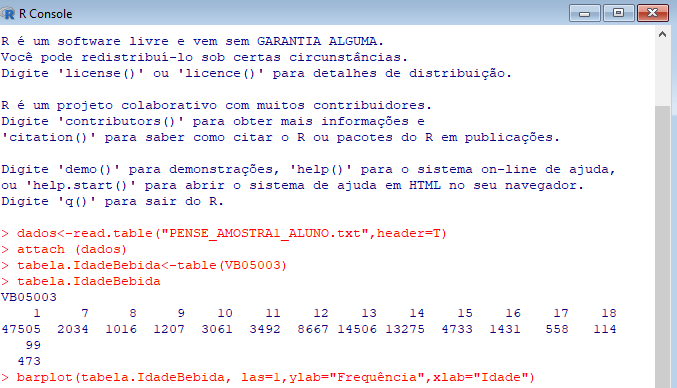 R Console
R é um software livre e vem sem GARANTIA ALGUMA.
Você pode redistribuí-lo sob certas circunstâncias.
Digite 'license()' ou 'licence()' para detalhes de distribuição.
R é um projeto colaborativo com muitos contribuidores.
Digite 'contributors()' para obter mais informações e
'citation()' para saber como citar o R ou pacotes do R em publicações.
Digite 'demo()' para demonstrações, 'help()' para o sistema on-line de ajuda,
ou 'help.start()' para abrir o sistema de ajuda em HTML no seu navegador.
Digite 'q()' para sair do R.
> dados<-read.table("PENSE_AMOSTRA1_ALUNO.txt",header=T)
> attach (dados)
> tabela.IdadeBebida<-table(VB05003)
> tabela.IdadeBebida
VB05003
1 7 8 9 10 11 12 13 14 15 16 17 18
47505 2034 1016 1207 3061 3492 8667 14506 13275 4733 1431 558 114
99
473
> barplot(tabela.IdadeBebida, las=1,ylab="Frequência",xlab="Idade")